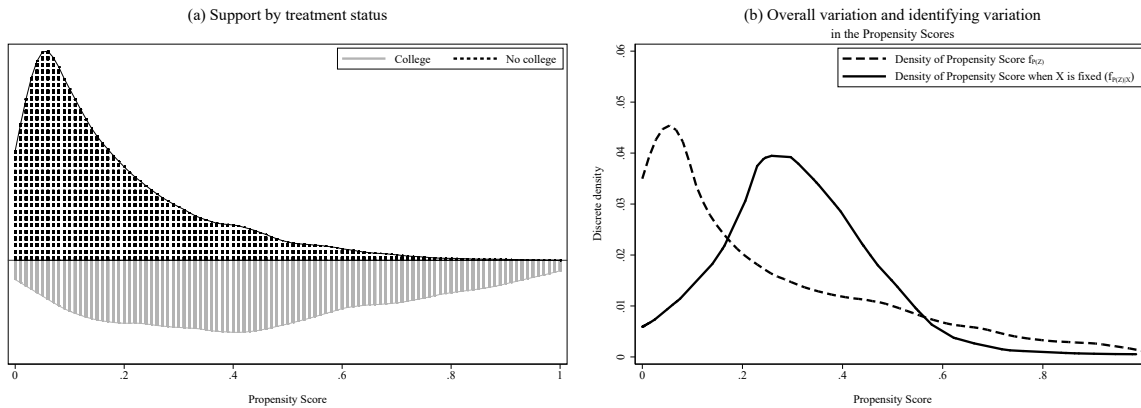 (a) Support by treatment status
College
No college
0
.2
.4
.6
.8
1
Propensity Score
(b) Overall variation and identifying variation
in the Propensity Scores
Density of Propensity Score f_P(Z)
Density of Propensity Score when X is fixed (f_P(Z)|X)
.06
.05
.04
.03
.02
.01
0
Discrete density
0
.2
.4
.6
.8
Propensity Score